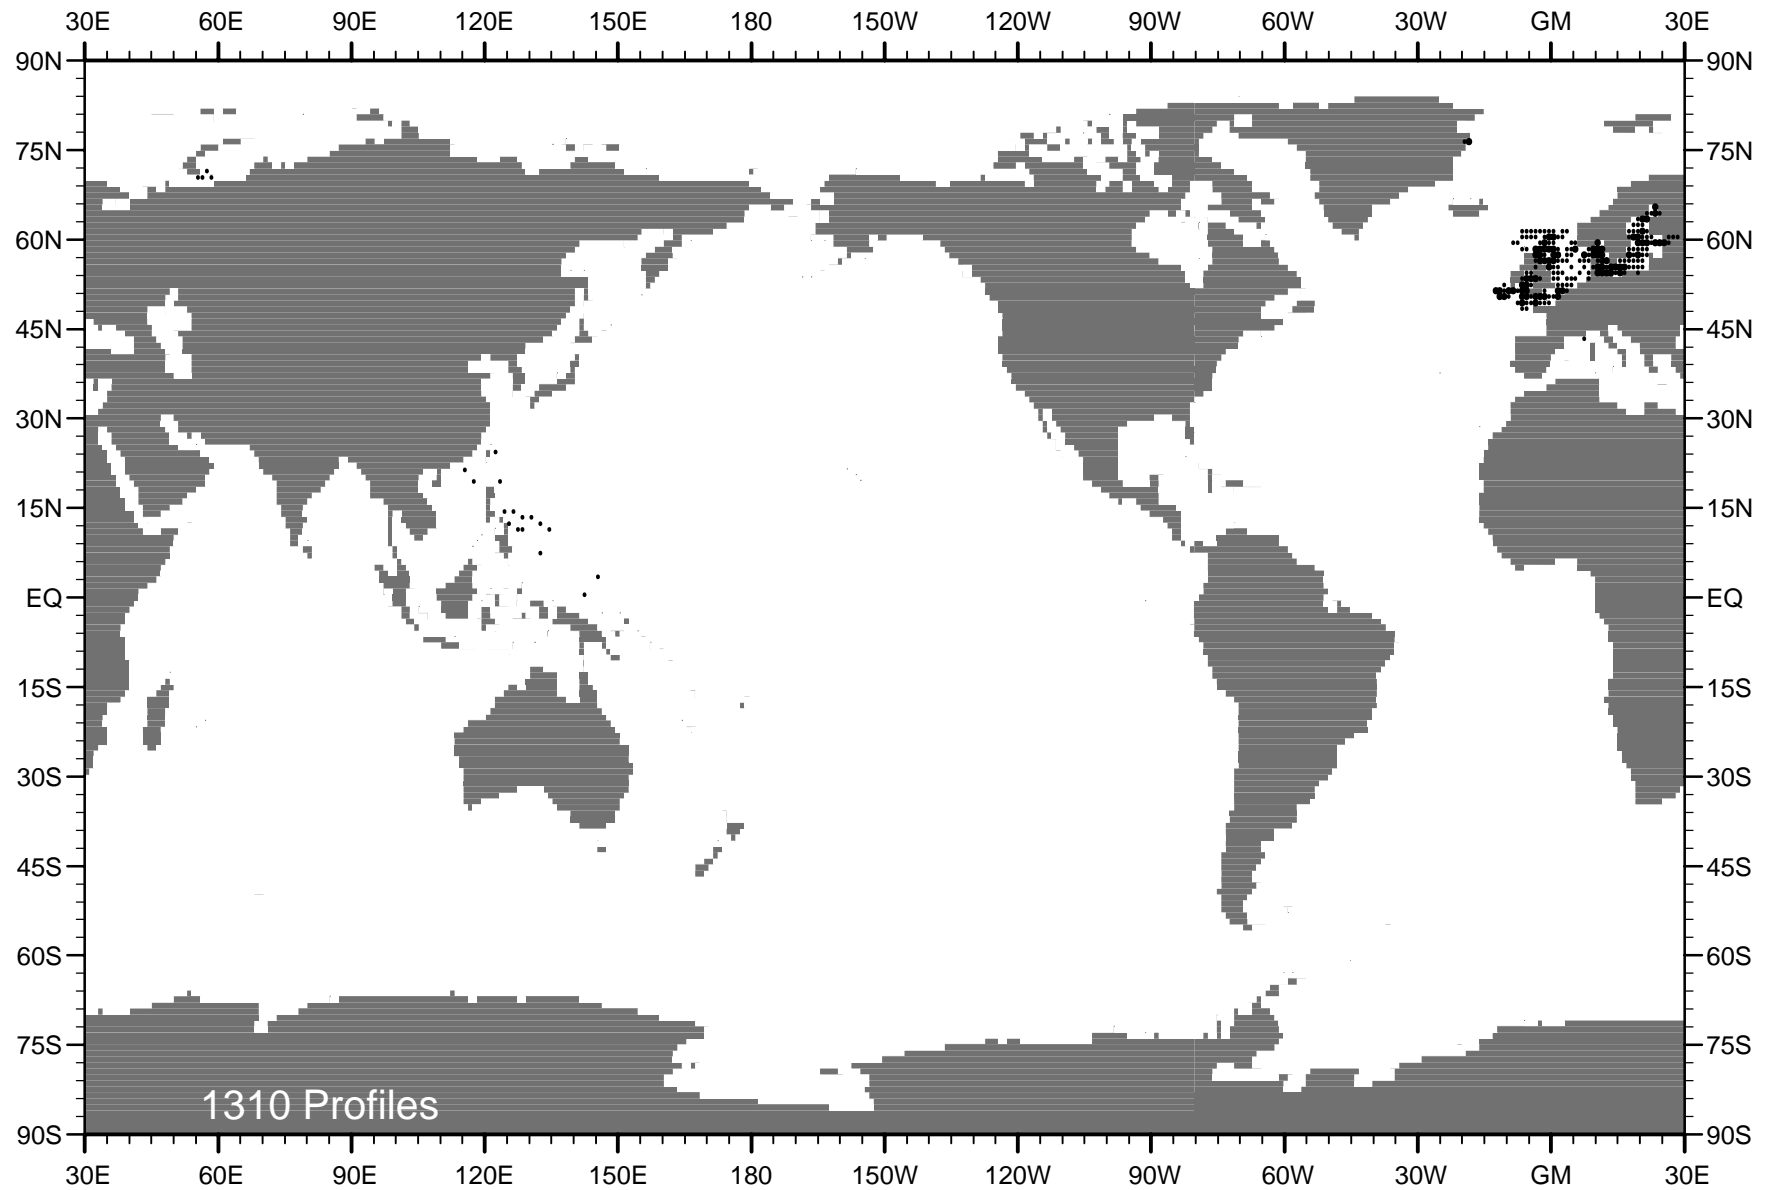 30E 60E 90E 120E 150E 180 150W 120W 90W 60W 30W GM 30E
90N 90N
75N 75N
60N 60N
45N 45N
30N 30N
15N 15N
EQ EQ
15S 15S
30S 30S
45S 45S
60S 60S
75S 75S
1310 Profiles
90S 90S
30E 60E 90E 120E 150E 180 150W 120W 90W 60W 30W GM 30E